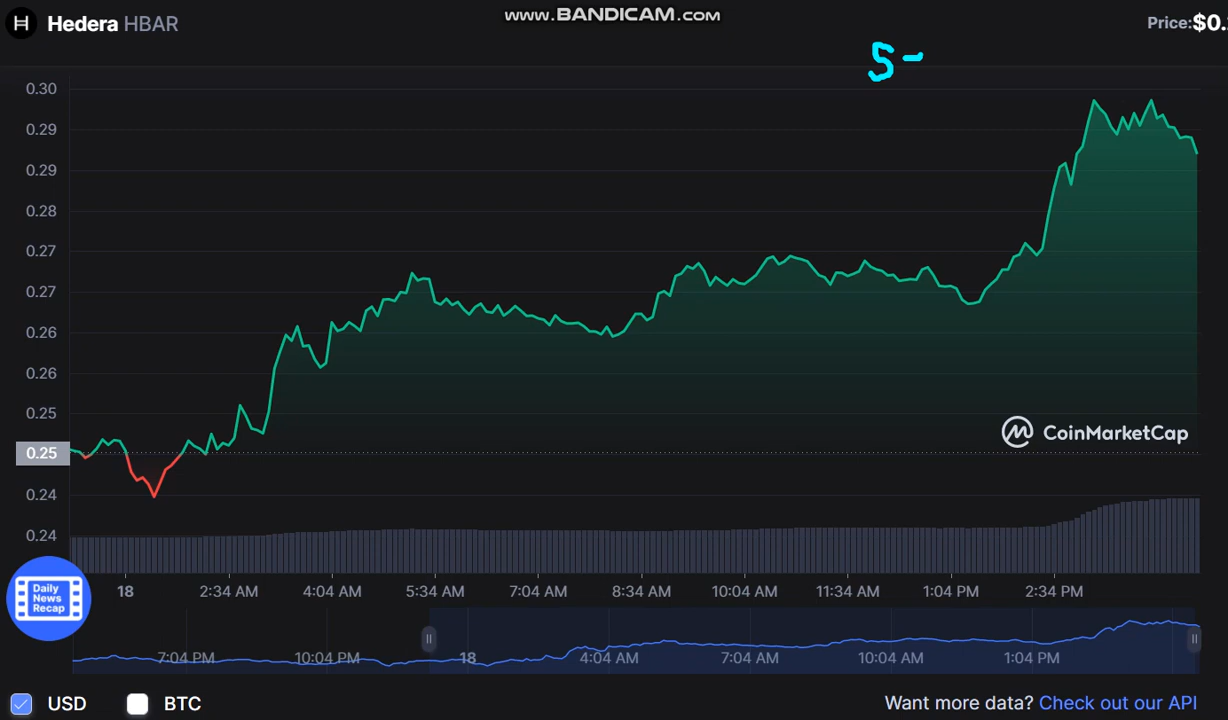 Hedera HBAR
www.BANDICAM.com
Price:$0.
S-
0.30
0.29
0.29
0.28
0.27
0.27
0.26
0.26
0.25
0.25
0.24
0.24
CoinMarketCap
Daily
News
Recap
18 2:34 AM 4:04 AM 5:34 AM 7:04 AM 8:34 AM 10:04 AM 11:34 AM 1:04 PM 2:34 PM
7:04 PM 10:04 PM 18 4:04 AM 7:04 AM 10:04 AM 1:04 PM
USD BTC
Want more data? Check out our API